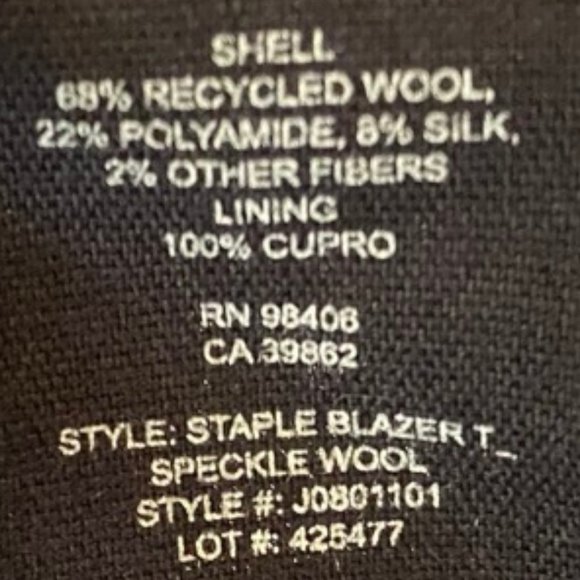 SHELL
68% RECYCLED WOOL,
22% POLYAMIDE, 8% SILK,
2% OTHER FIBERS
LINING
100% CUPRO
RN 98406
CA 39862
STYLE: STAPLE BLAZER T_
SPECKLE WOOL
STYLE #: J0801101
LOT #: 425477